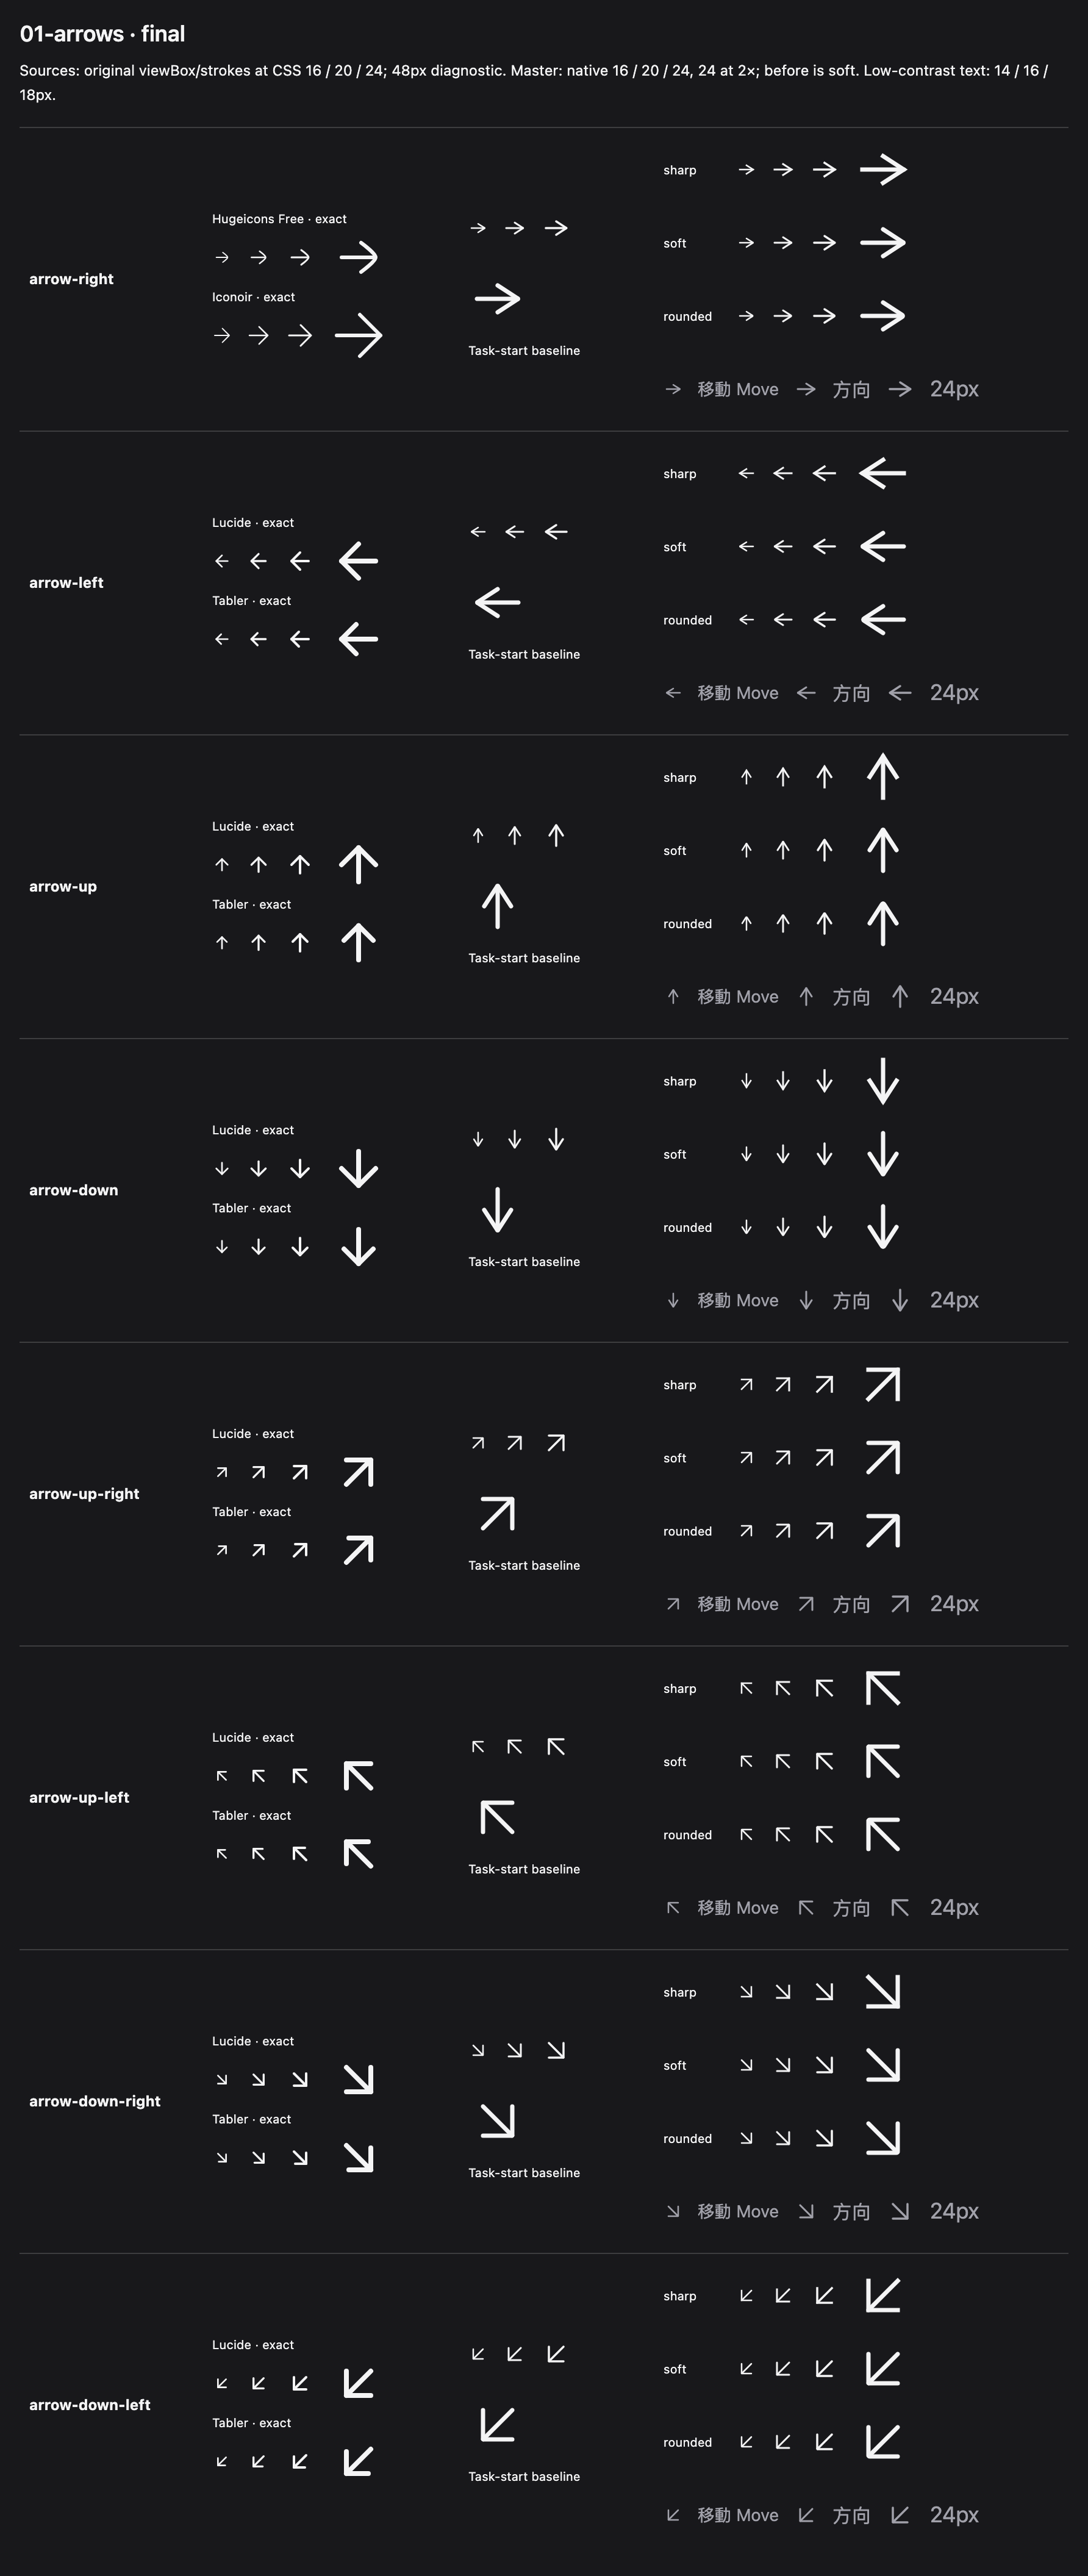 01-arrows · final
Sources: original viewBox/strokes at CSS 16 / 20 / 24; 48px diagnostic. Master: native 16 / 20 / 24, 24 at 2×; before is soft. Low-contrast text: 14 / 16 /
18px.
arrow-right
Hugeicons Free · exact
Iconoir · exact
Task-start baseline
sharp
soft
rounded
移動 Move 方向 24px
arrow-left
Lucide · exact
Tabler · exact
Task-start baseline
sharp
soft
rounded
移動 Move 方向 24px
arrow-up
Lucide · exact
Tabler · exact
Task-start baseline
sharp
soft
rounded
移動 Move 方向 24px
arrow-down
Lucide · exact
Tabler · exact
Task-start baseline
sharp
soft
rounded
移動 Move 方向 24px
arrow-up-right
Lucide · exact
Tabler · exact
Task-start baseline
sharp
soft
rounded
移動 Move 方向 24px
arrow-up-left
Lucide · exact
Tabler · exact
Task-start baseline
sharp
soft
rounded
移動 Move 方向 24px
arrow-down-right
Lucide · exact
Tabler · exact
Task-start baseline
sharp
soft
rounded
移動 Move 方向 24px
arrow-down-left
Lucide · exact
Tabler · exact
Task-start baseline
sharp
soft
rounded
移動 Move 方向 24px